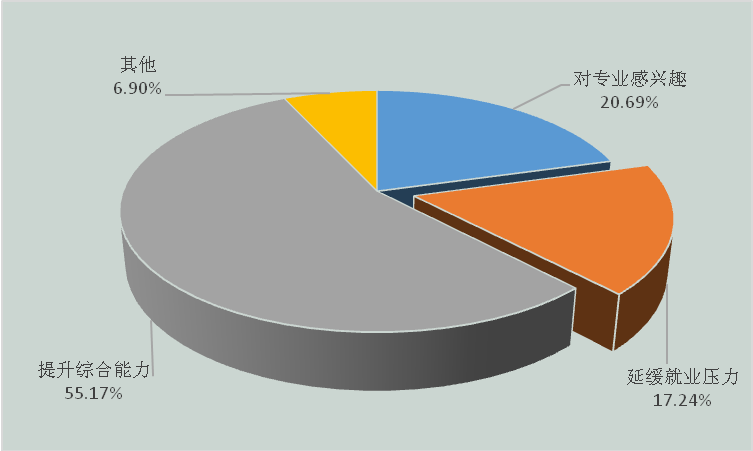 其他
6.90%
对专业感兴趣
20.69%
提升综合能力
55.17%
延缓就业压力
17.24%